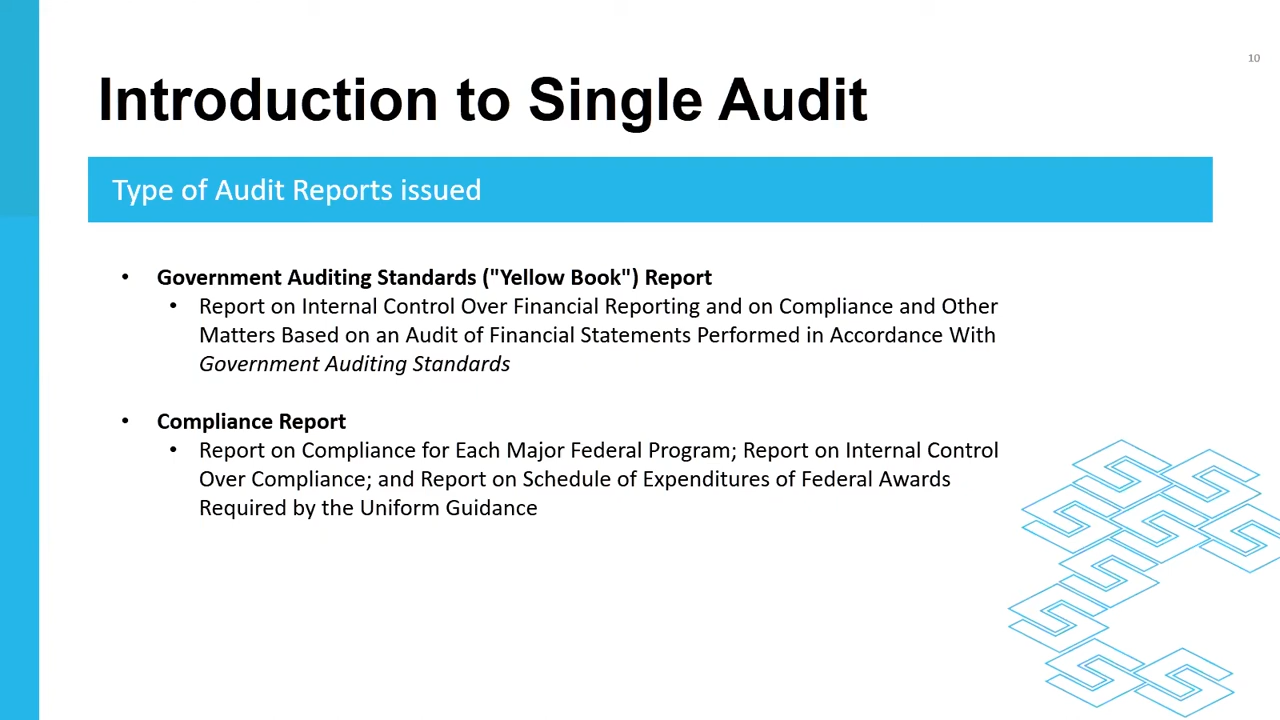 10
Introduction to Single Audit
Type of Audit Reports issued
• Government Auditing Standards ("Yellow Book") Report
• Report on Internal Control Over Financial Reporting and on Compliance and Other
Matters Based on an Audit of Financial Statements Performed in Accordance With
Government Auditing Standards
• Compliance Report
• Report on Compliance for Each Major Federal Program; Report on Internal Control
Over Compliance; and Report on Schedule of Expenditures of Federal Awards
Required by the Uniform Guidance